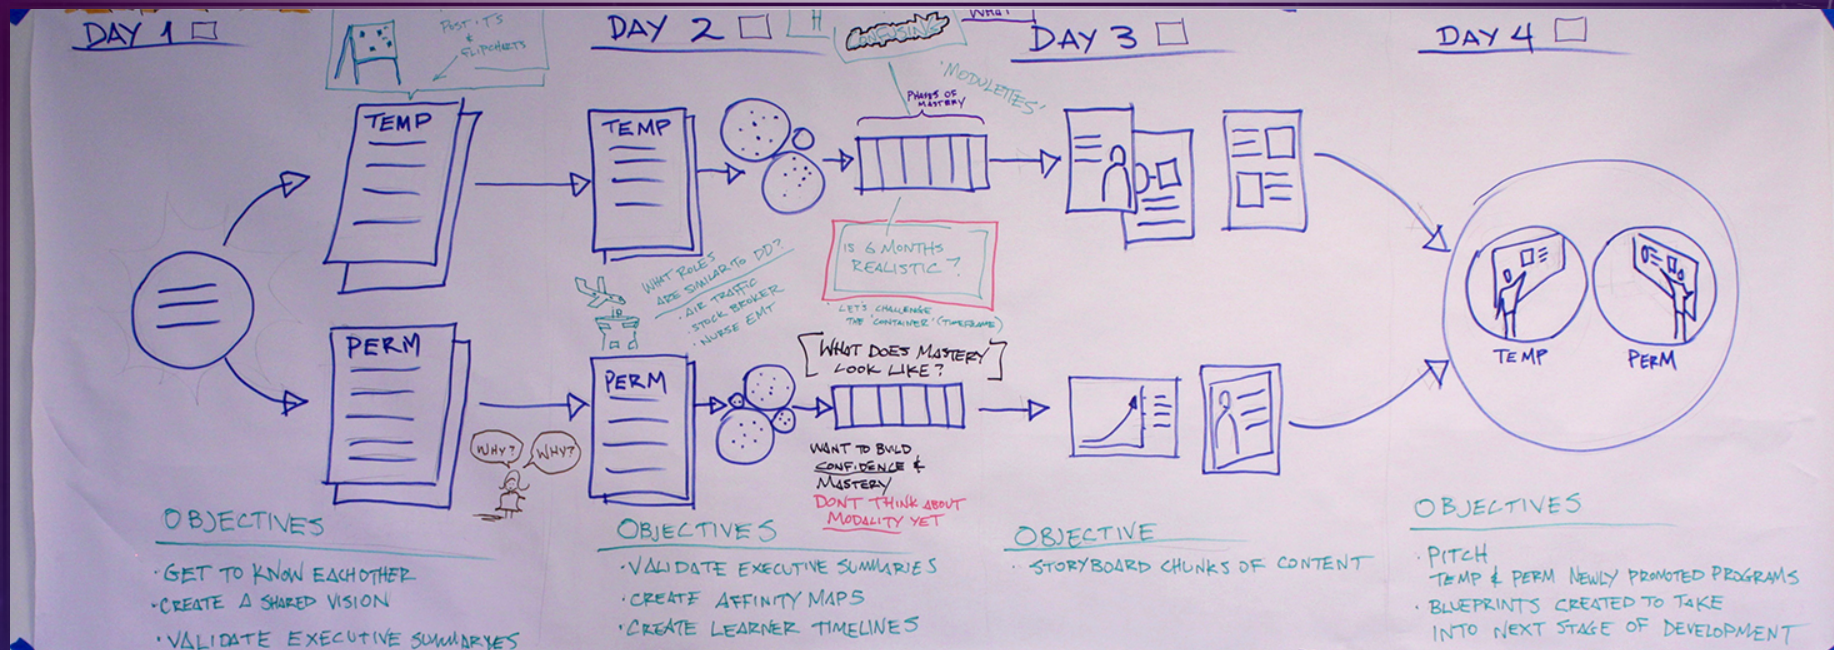 DAY 1
POST-ITS
&
FLIPCHARTS
TEMP
PERM
WHY?
WHY?
OBJECTIVES
· GET TO KNOW EACHOTHER
· CREATE A SHARED VISION
· VALIDATE EXECUTIVE SUMMARYES
DAY 2
H
CONFUSING
TEMP
PHASES OF
MASTERY
'MODULETTES'
WHAT ROLES
ARE SIMILAR TO DD?
· AIR TRAFFIC
· STOCK BROKER
· NURSE EMT
IS 6 MONTHS
REALISTIC?
* LET'S CHALLENGE
THE 'CONTAINER' (TIMEFRAME)
PERM
[WHAT DOES MASTERY
LOOK LIKE?]
WANT TO BUILD
CONFIDENCE &
MASTERY
DONT THINK ABOUT
MODALITY YET
OBJECTIVES
· VALIDATE EXECUTIVE SUMMARIES
· CREATE AFFINITY MAPS
· CREATE LEARNER TIMELINES
WHAT
DAY 3
OBJECTIVE
· STORYBOARD CHUNKS OF CONTENT
DAY 4
TEMP
PERM
OBJECTIVES
· PITCH
TEMP & PERM NEWLY PROMOTED PROGRAMS
· BLUEPRINTS CREATED TO TAKE
INTO NEXT STAGE OF DEVELOPMENT